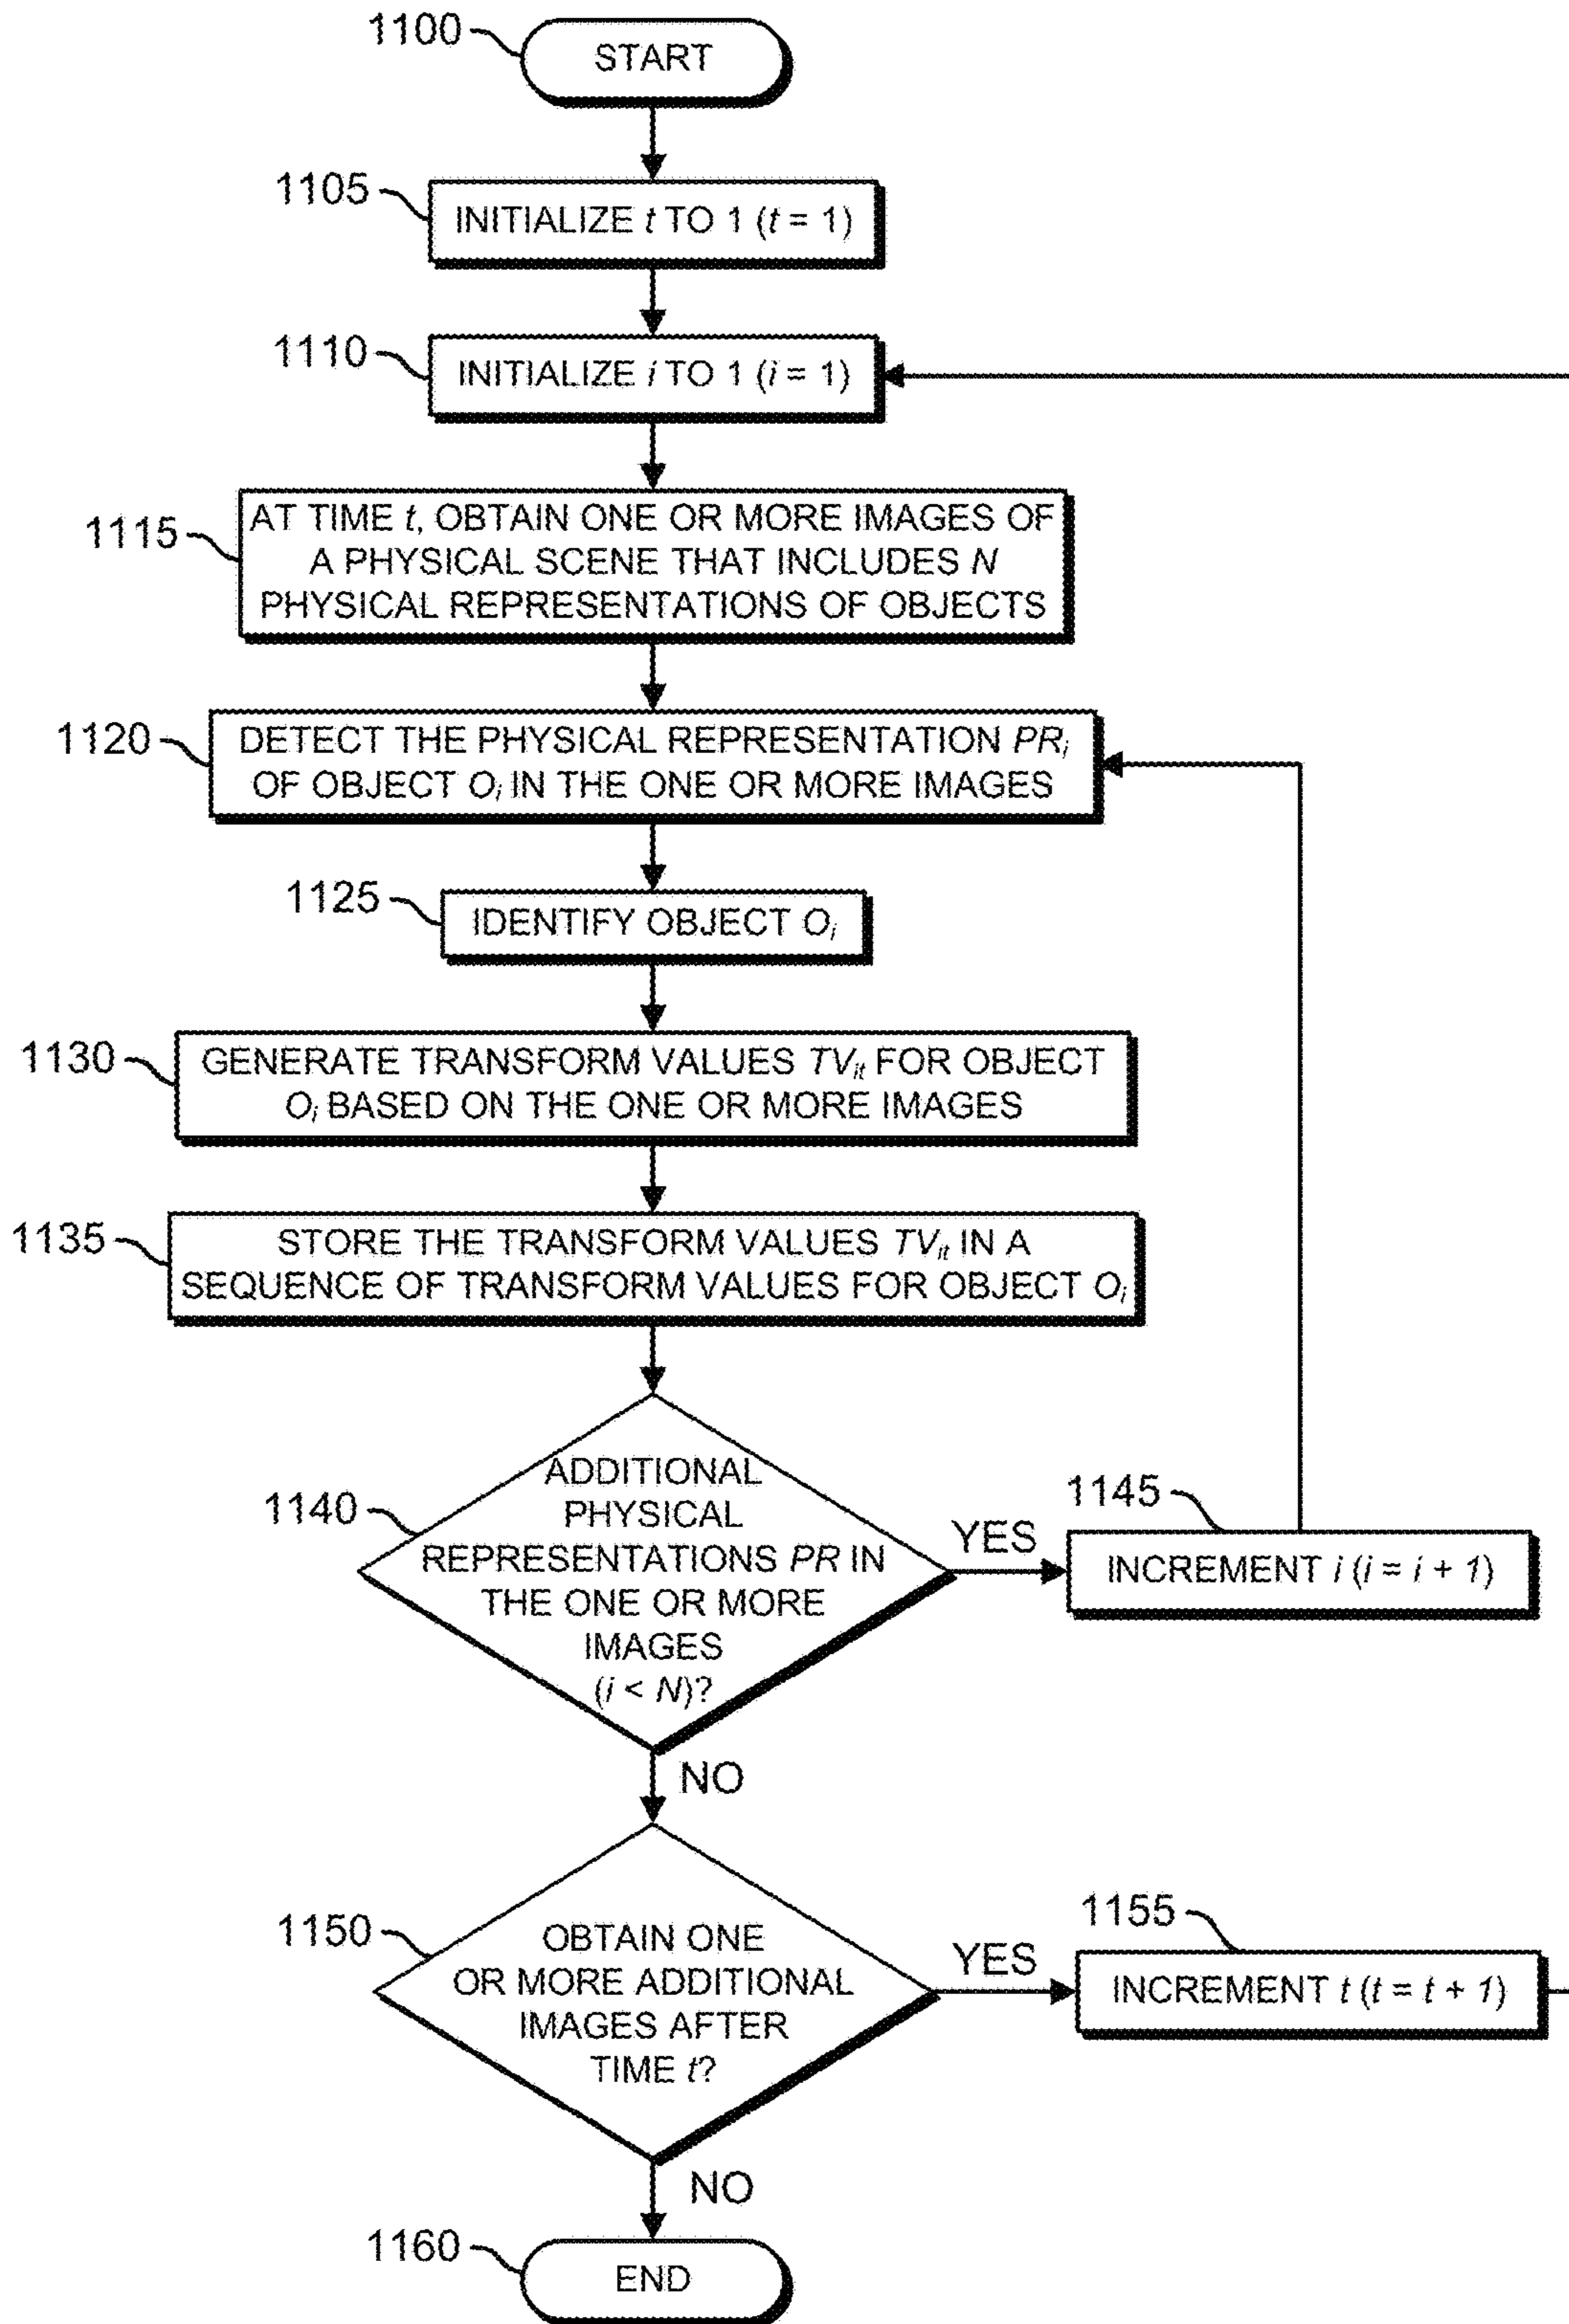 1100
START
1105
INITIALIZE t TO 1 (t = 1)
1110
INITIALIZE i TO 1 (i = 1)
1115
AT TIME t, OBTAIN ONE OR MORE IMAGES OF
A PHYSICAL SCENE THAT INCLUDES N
PHYSICAL REPRESENTATIONS OF OBJECTS
1120
DETECT THE PHYSICAL REPRESENTATION PRi
OF OBJECT Oi IN THE ONE OR MORE IMAGES
1125
IDENTIFY OBJECT Oi
1130
GENERATE TRANSFORM VALUES TVit FOR OBJECT
Oi BASED ON THE ONE OR MORE IMAGES
1135
STORE THE TRANSFORM VALUES TVit IN A
SEQUENCE OF TRANSFORM VALUES FOR OBJECT Oi
1140
ADDITIONAL
PHYSICAL
REPRESENTATIONS PR IN
THE ONE OR MORE
IMAGES
(i < N)?
YES
1145
INCREMENT i (i = i + 1)
NO
1150
OBTAIN ONE
OR MORE ADDITIONAL
IMAGES AFTER
TIME t?
YES
1155
INCREMENT t (t = t + 1)
NO
1160
END